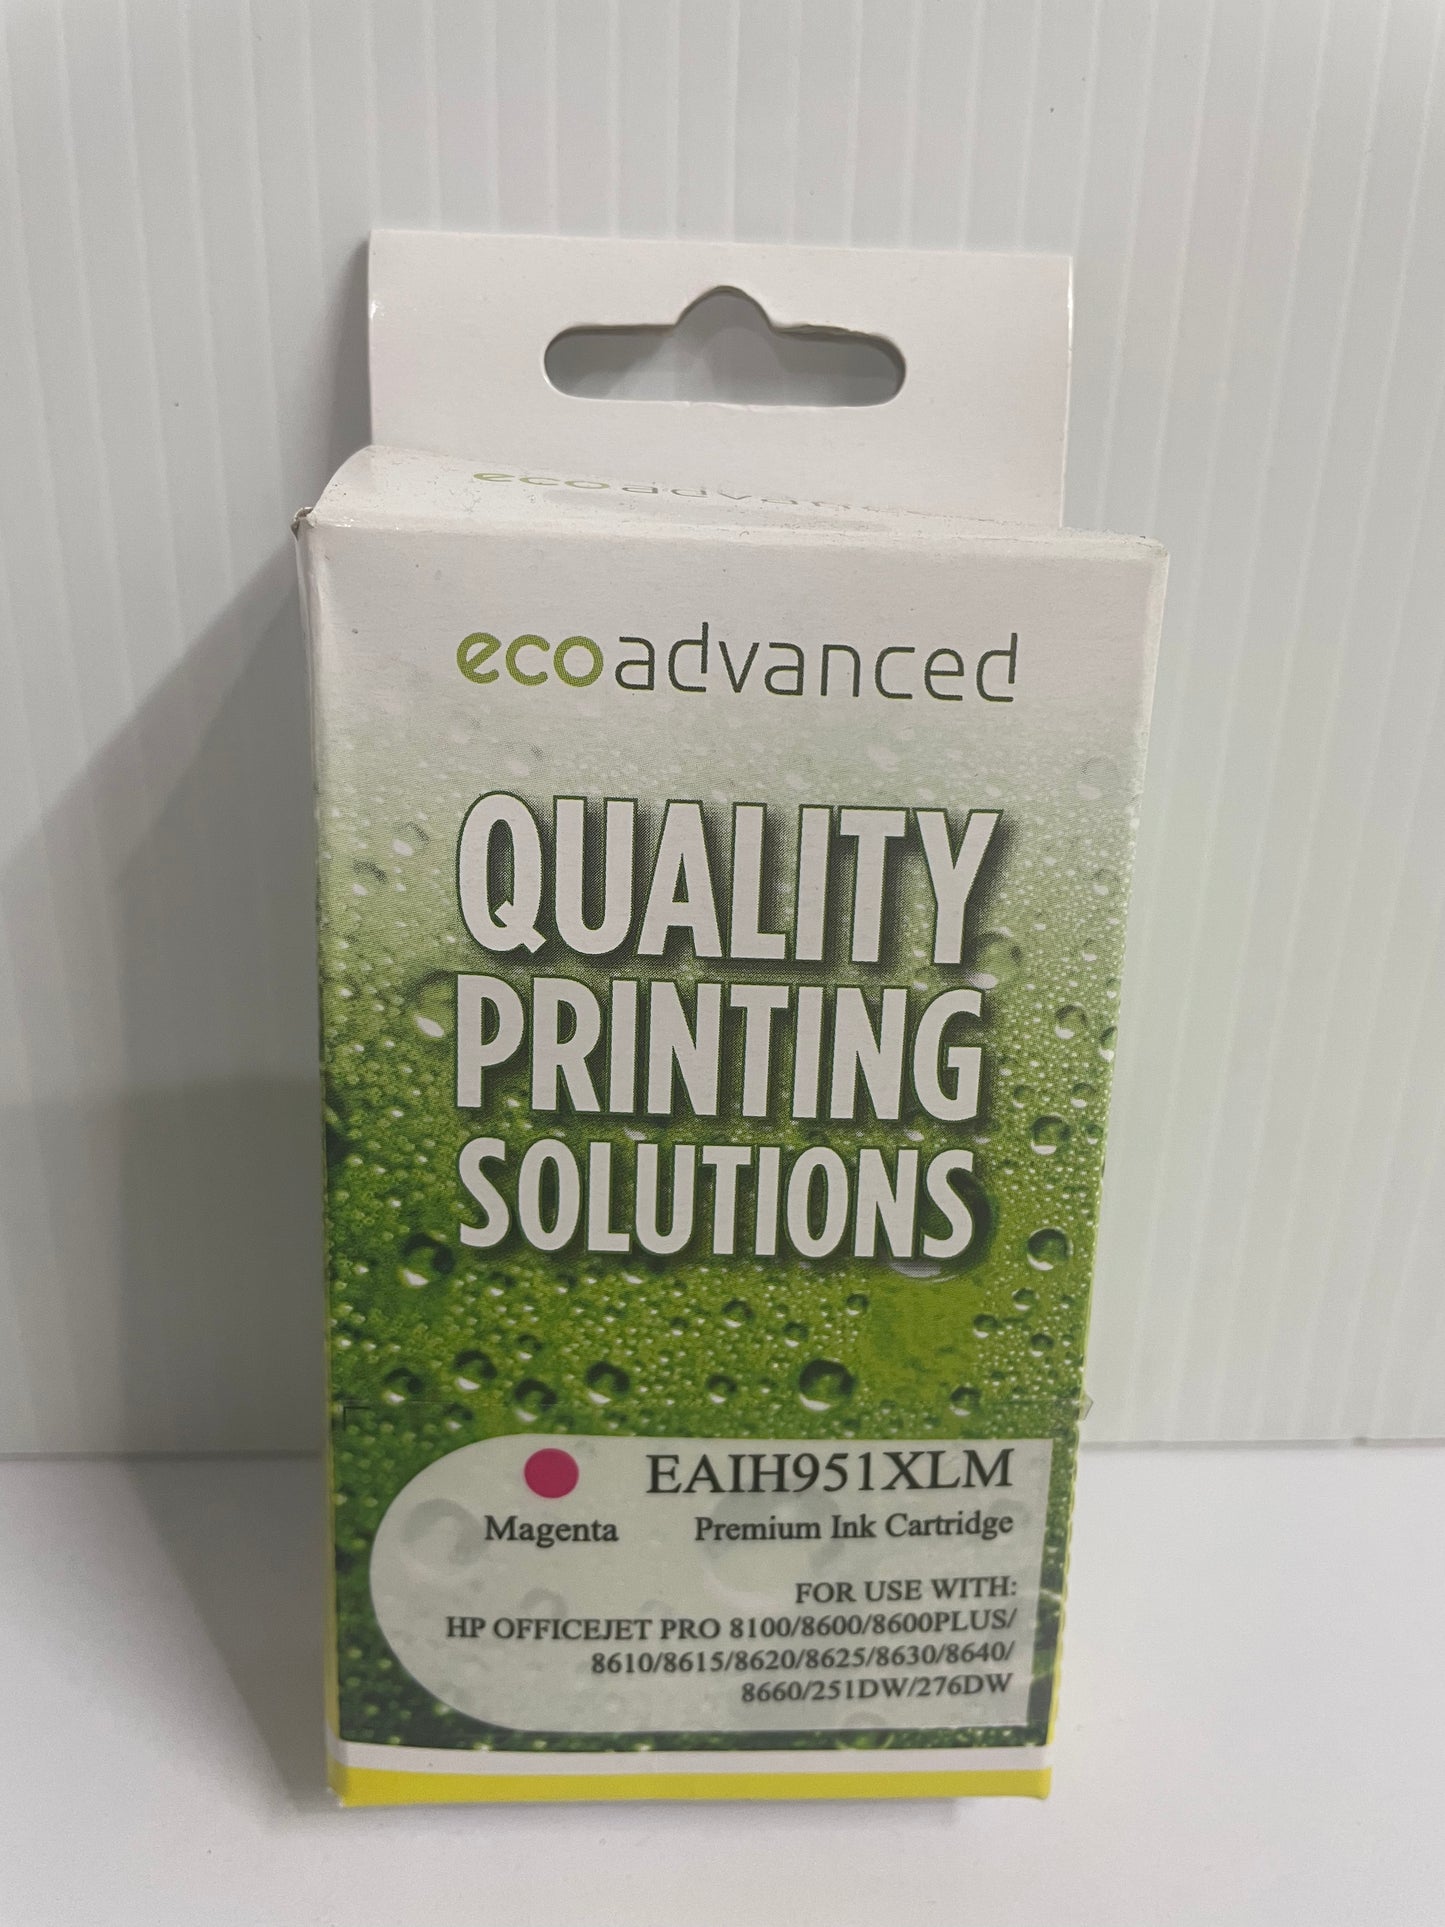 ecoadvanced
ecoadvanced
QUALITY
PRINTING
SOLUTIONS
EAIH951XLM
Magenta
Premium Ink Cartridge
FOR USE WITH:
HP OFFICEJET PRO 8100/8600/8600PLUS/
8610/8615/8620/8625/8630/8640/
8660/251DW/276DW